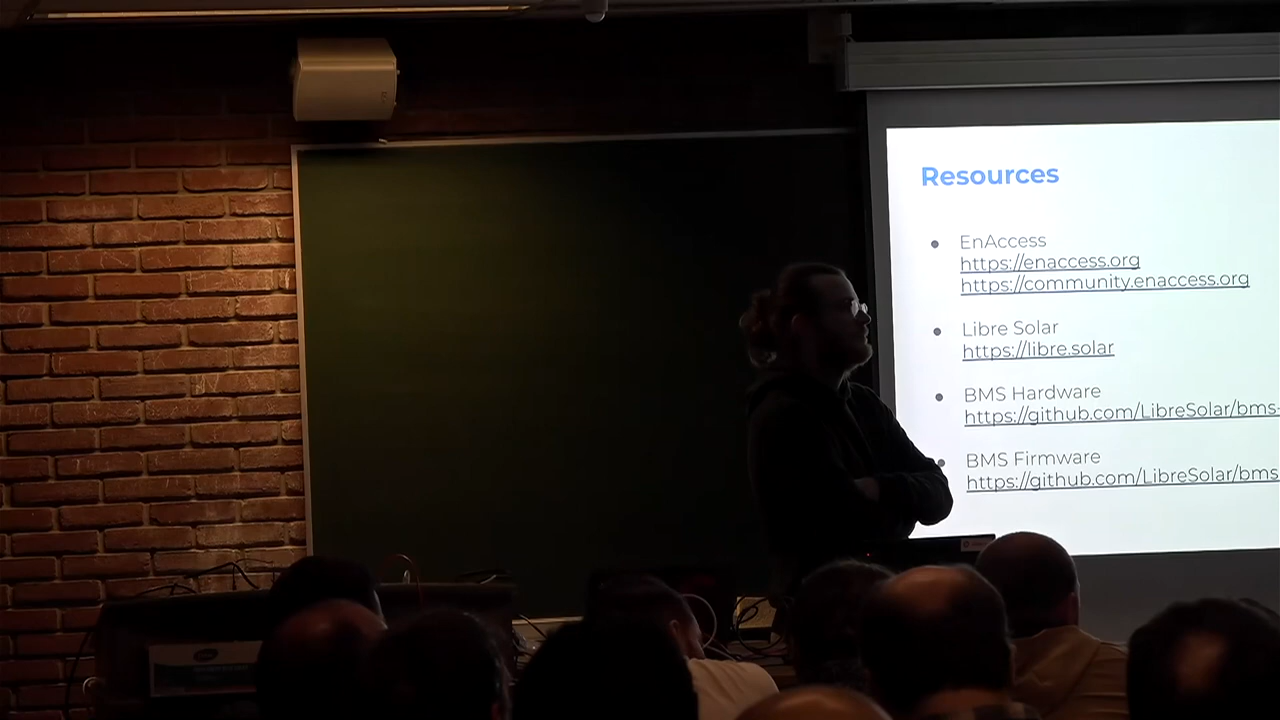 Resources
EnAccess
https://enaccess.org
https://community.enaccess.org
Libre Solar
https://libre.solar
BMS Hardware
https://github.com/LibreSolar/bms-
BMS Firmware
https://github.com/LibreSolar/bms